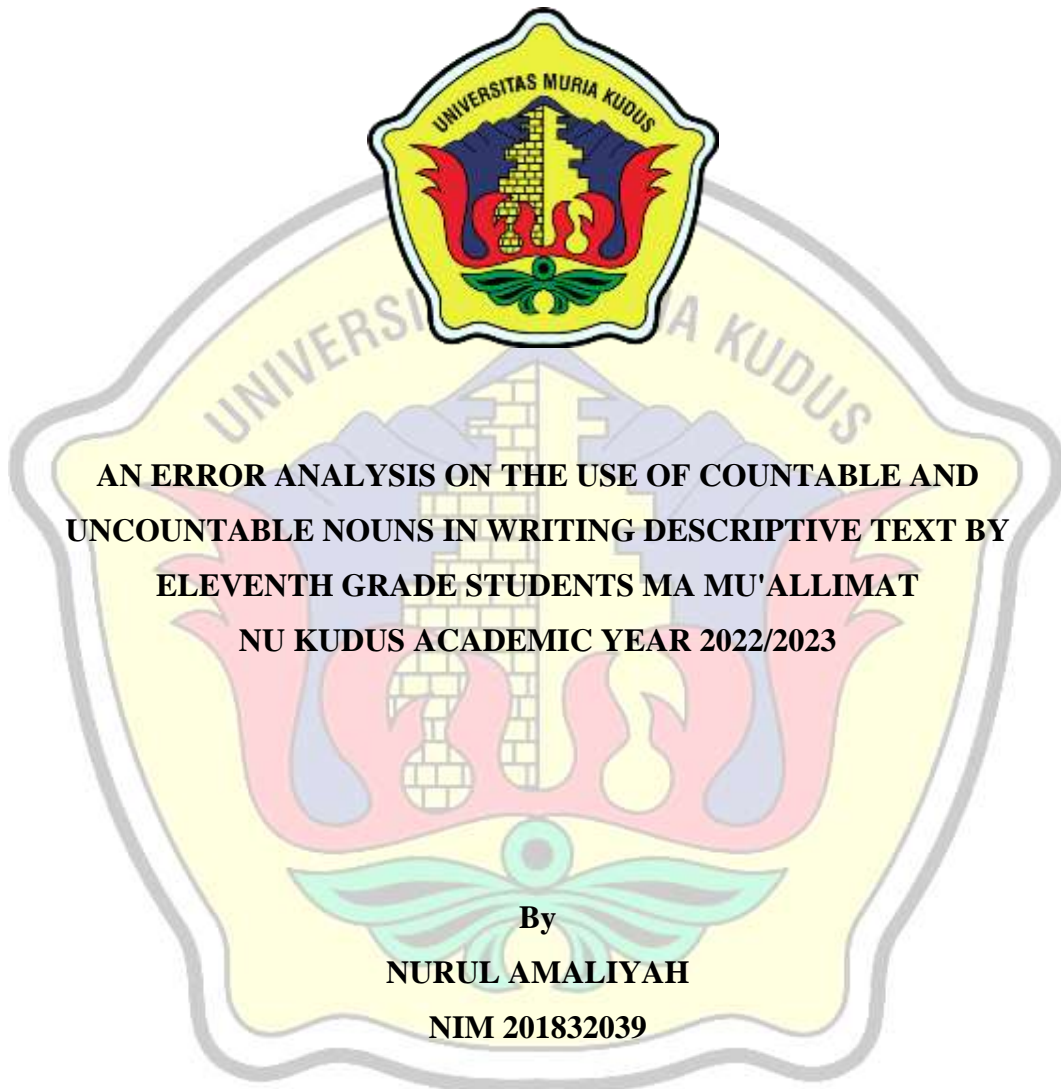 UNIVERSITAS MURIA KUDUS
AN ERROR ANALYSIS ON THE USE OF COUNTABLE AND
UNCOUNTABLE NOUNS IN WRITING DESCRIPTIVE TEXT BY
ELEVENTH GRADE STUDENTS MA MU'ALLIMAT
NU KUDUS ACADEMIC YEAR 2022/2023
By
NURUL AMALIYAH
NIM 201832039